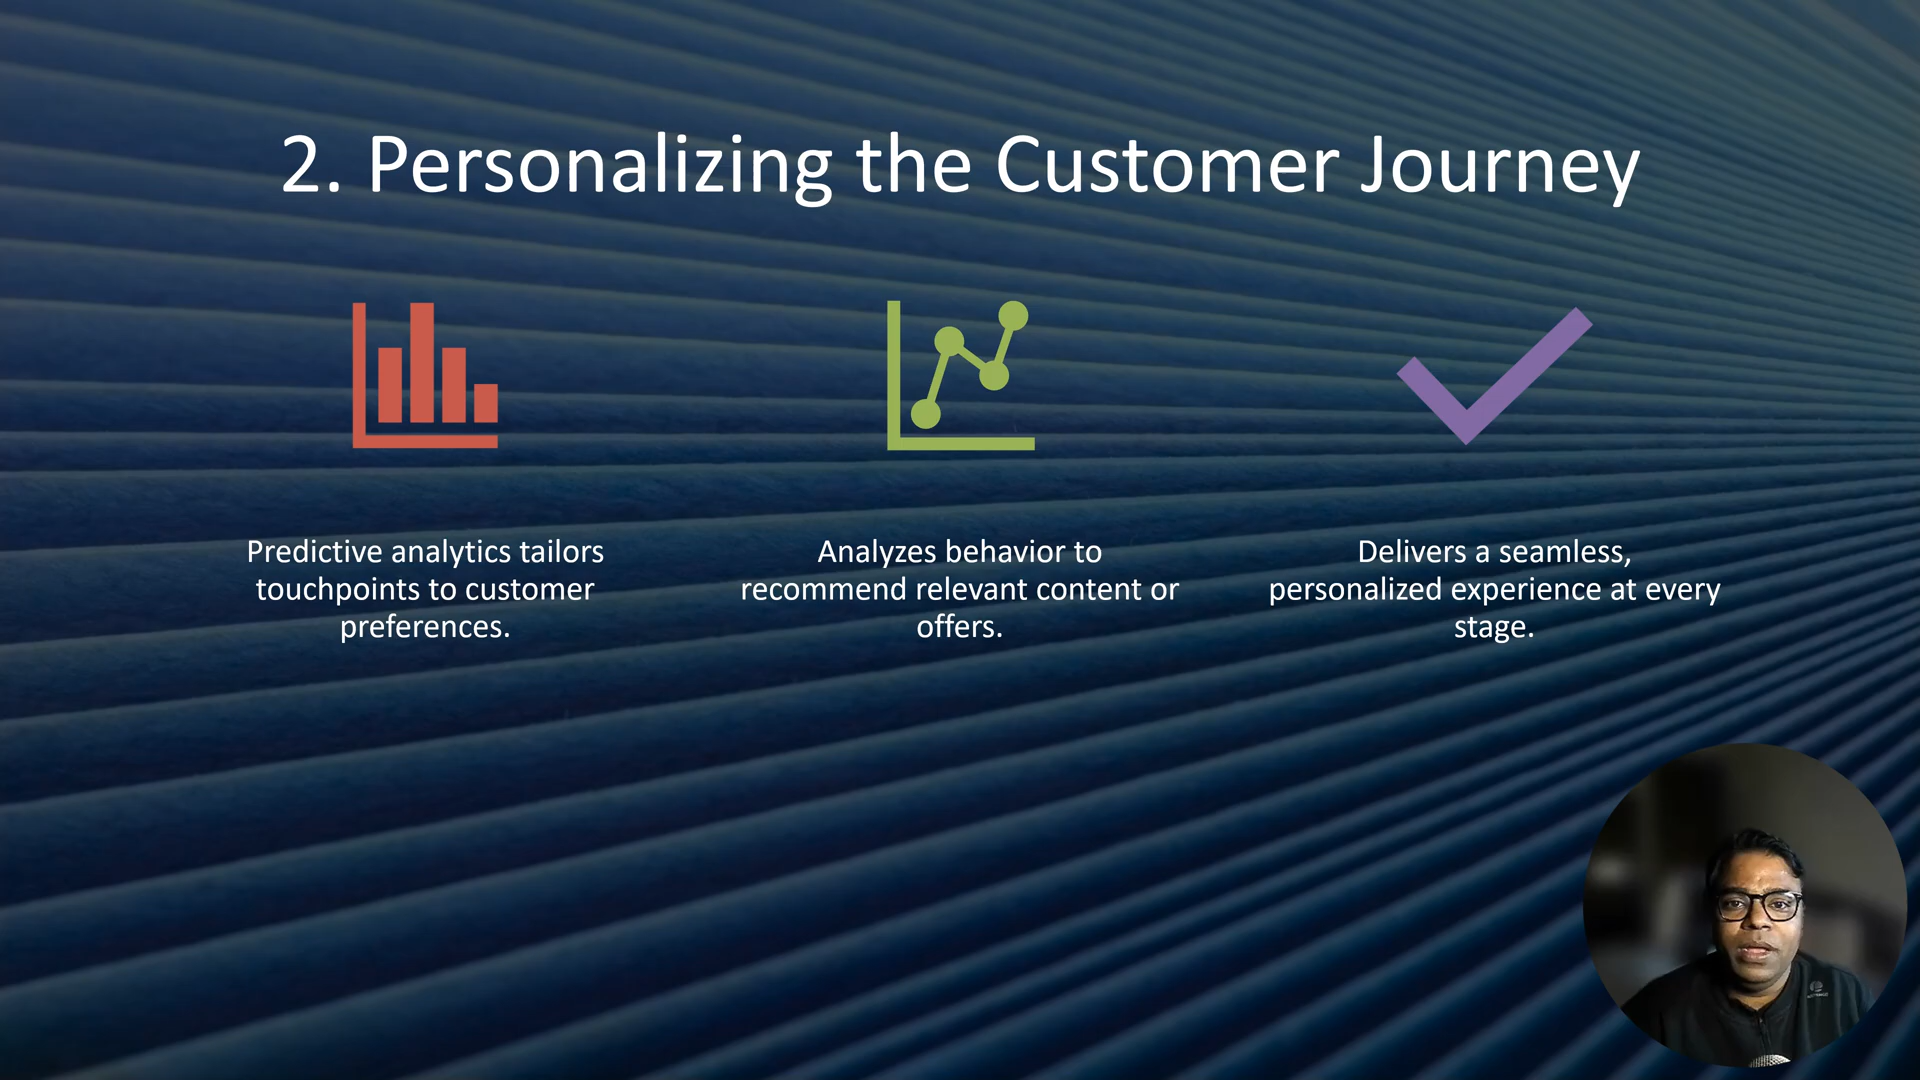 2. Personalizing the Customer Journey
Predictive analytics tailors
touchpoints to customer
preferences.
Analyzes behavior to
recommend relevant content or
offers.
Delivers a seamless,
personalized experience at every
stage.